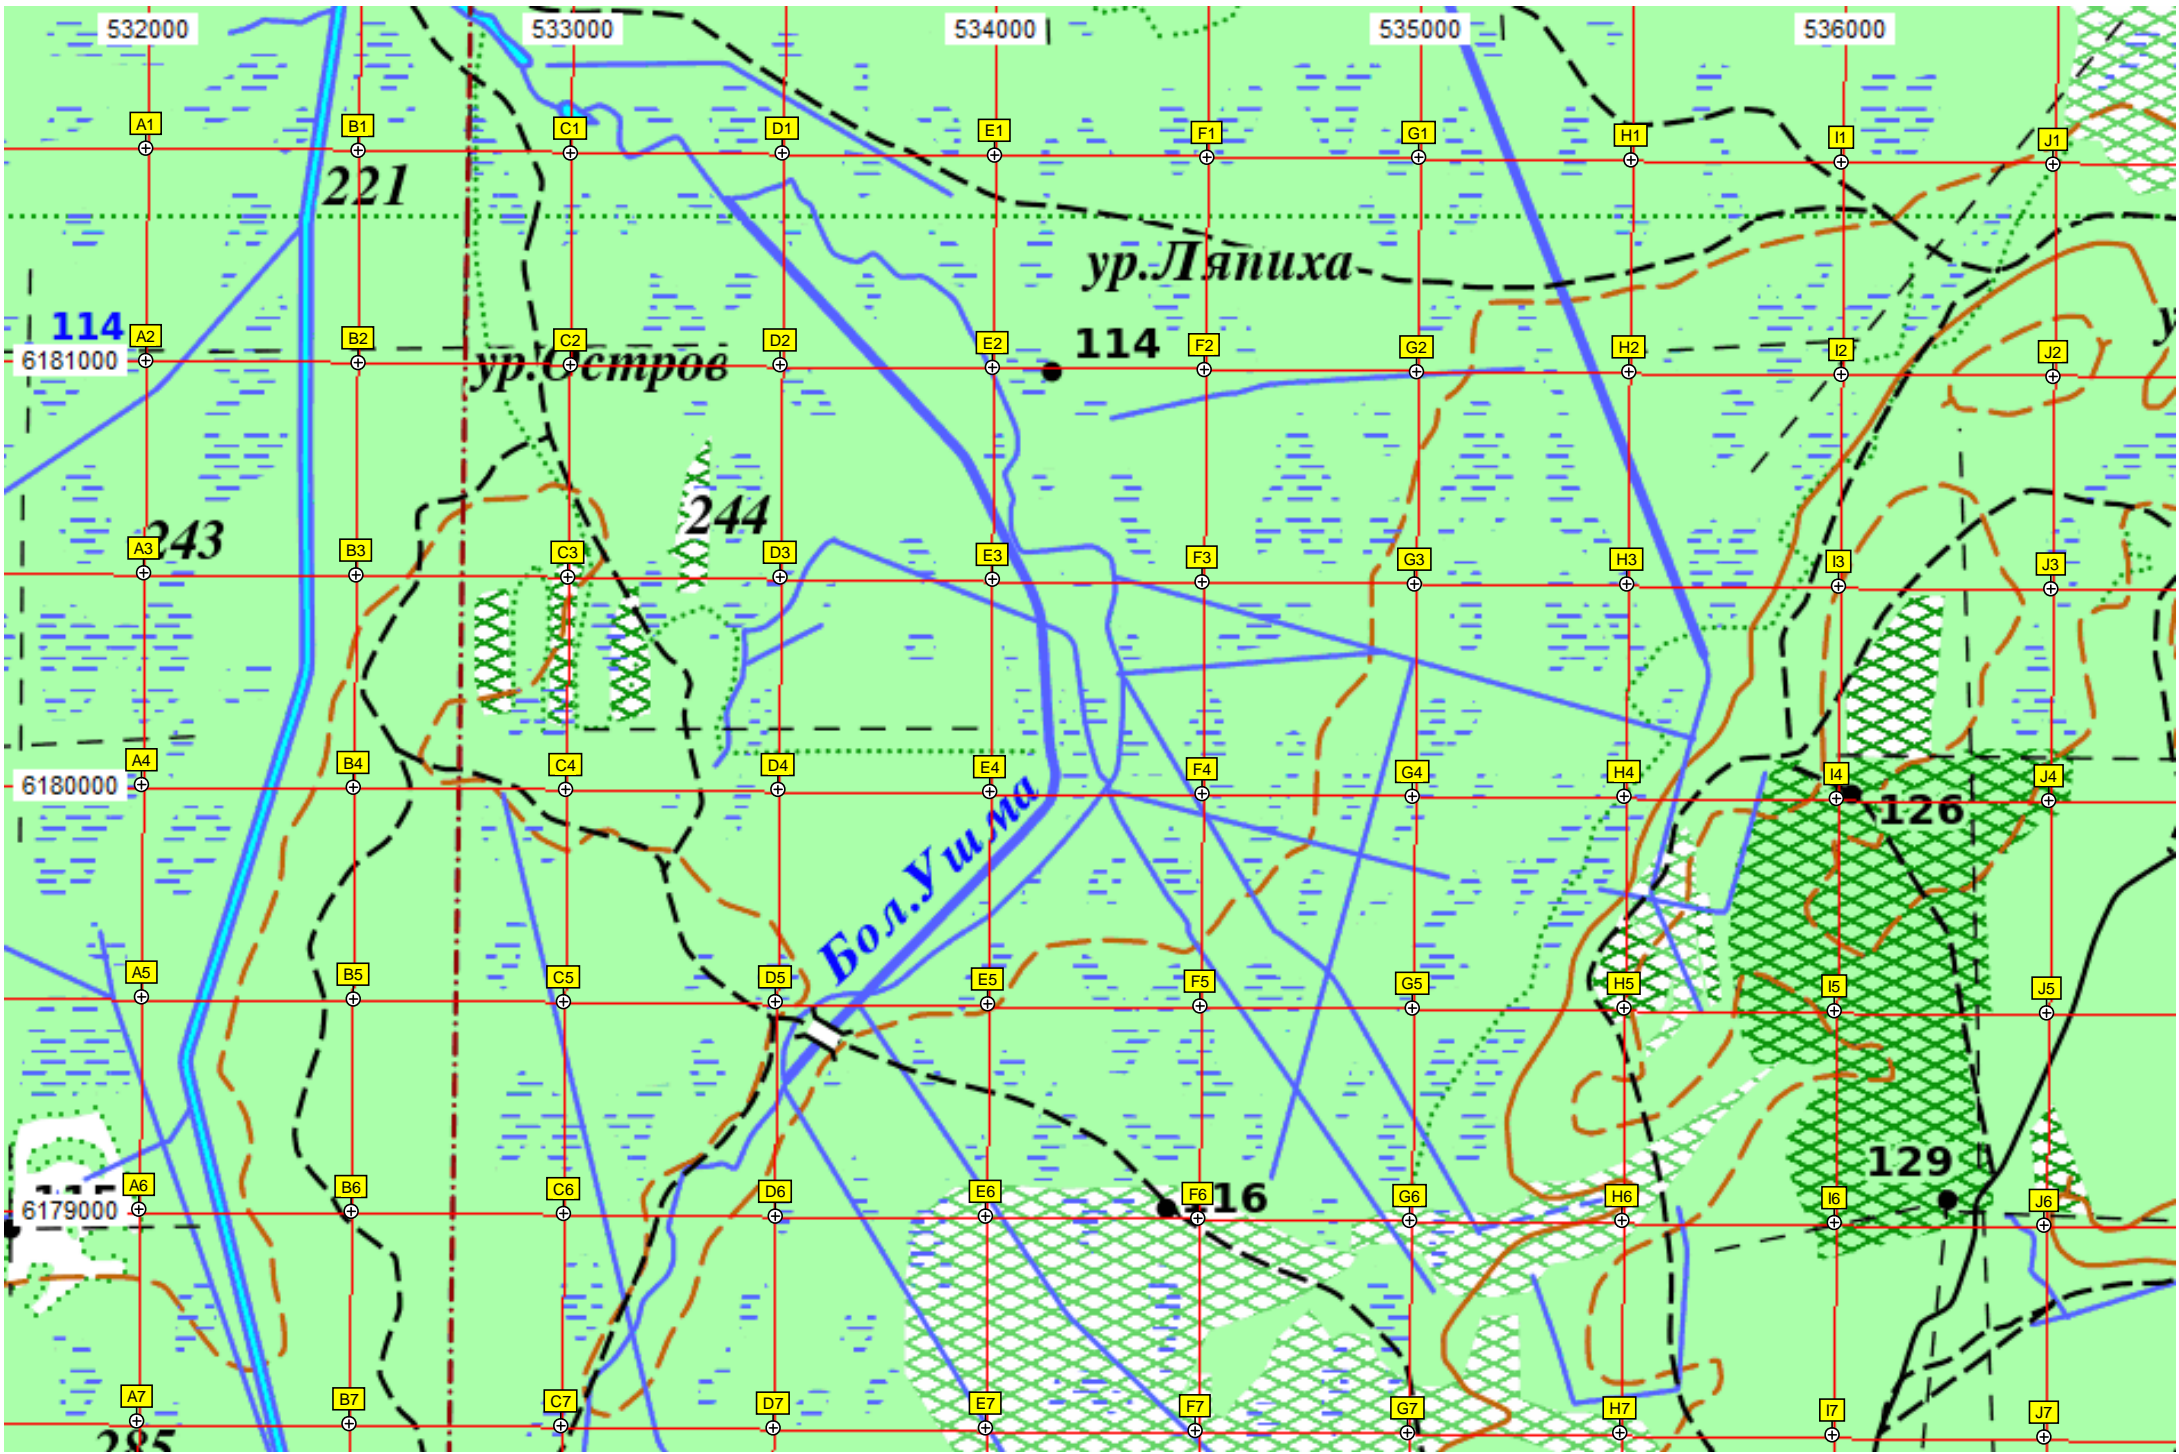 532000 533000 534000 535000 536000
A1 B1 C1 D1 E1 F1 G1 H1 I1 J1
221
ур.Ляпиха
114 114
A2 B2 C2 D2 E2 F2 G2 H2 I2 J2
6181000 ур.Остров
244
243
A3 B3 C3 D3 E3 F3 G3 H3 I3 J3
A4 B4 C4 D4 E4 F4 G4 H4 I4 J4
6180000
126
Бол.Ушма
A5 B5 C5 D5 E5 F5 G5 H5 I5 J5
129
A6 B6 C6 D6 E6 F6 G6 H6 I6 J6
6179000 116
A7 B7 C7 D7 E7 F7 G7 H7 I7 J7
285